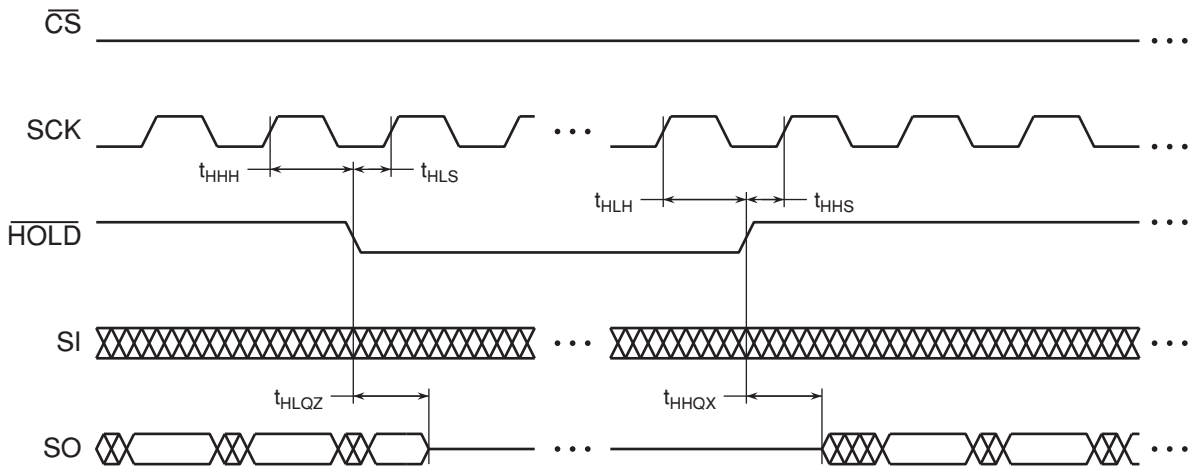 CS
SCK
tHHH
tHLS
tHLH
tHHS
HOLD
SI
tHLQZ
tHHQX
SO